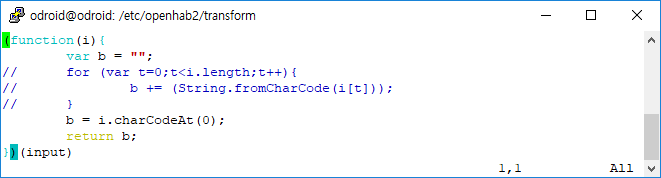 odroid@odroid: /etc/openhab2/transform
(function(i){
        var b = "";
//      for (var t=0;t<i.length;t++){
//              b += (String.fromCharCode(i[t]));
//      }
        b = i.charCodeAt(0);
        return b;
})(input)
1,1 All